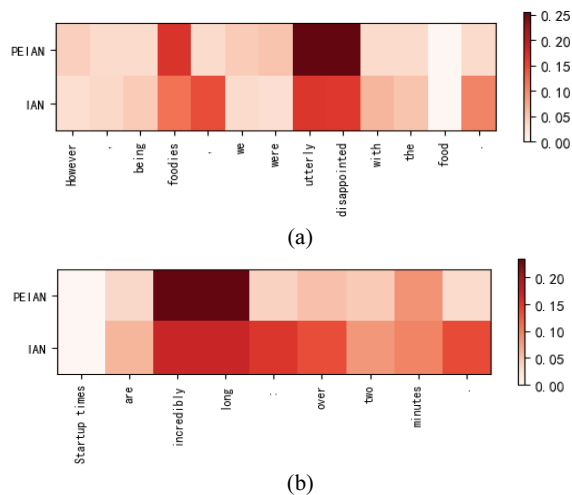 PEIAN
IAN
However
,
being
foodies
,
we
were
utterly
disappointed
with
the
food
.
0.25
0.20
0.15
0.10
0.05
0.00
(a)
PEIAN
IAN
Startup times
are
incredibly
long
:
over
two
minutes
.
0.20
0.15
0.10
0.05
0.00
(b)